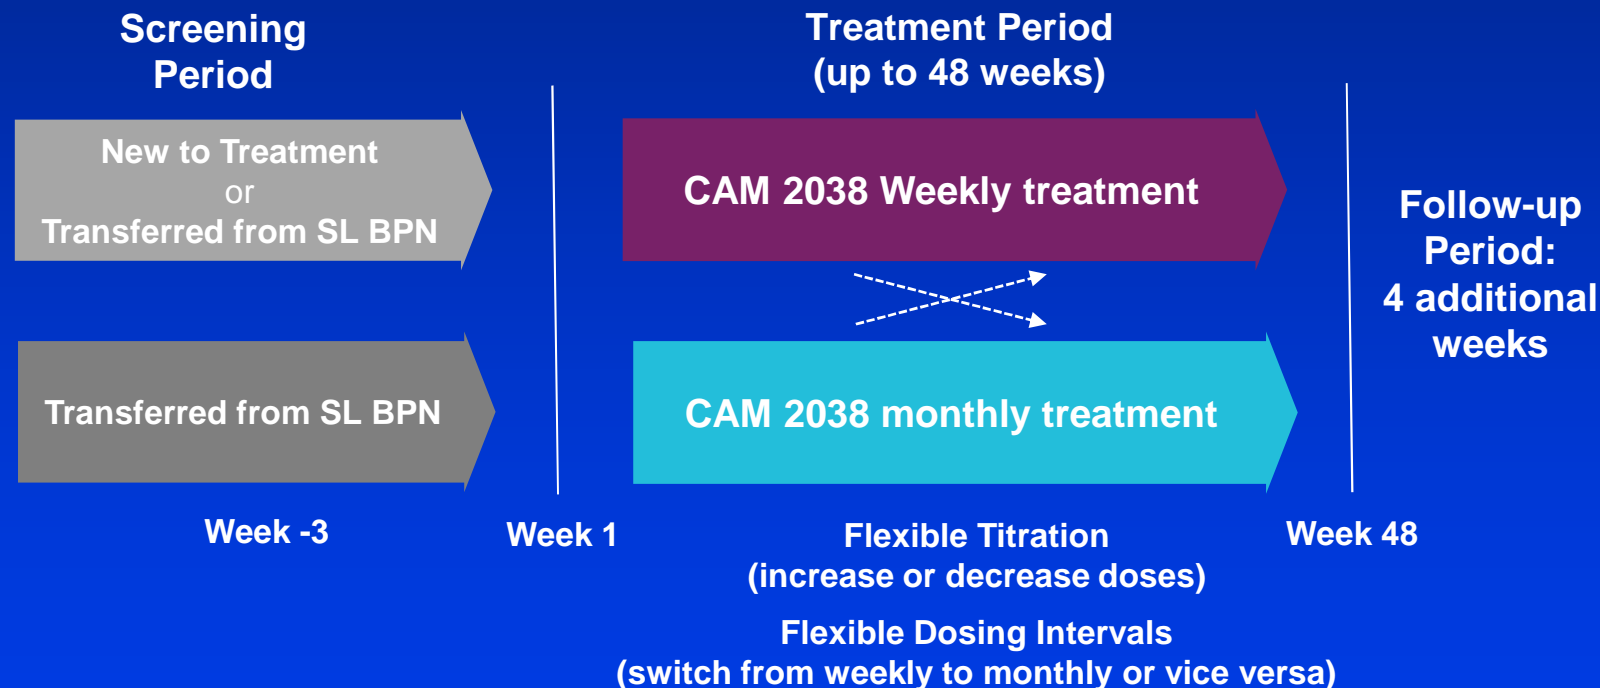 Screening
Period
Treatment Period
(up to 48 weeks)
New to Treatment
or
Transferred from SL BPN
CAM 2038 Weekly treatment
Follow-up
Period:
4 additional
weeks
Transferred from SL BPN
CAM 2038 monthly treatment
Week -3
Week 1
Flexible Titration
(increase or decrease doses)
Week 48
Flexible Dosing Intervals
(switch from weekly to monthly or vice versa)